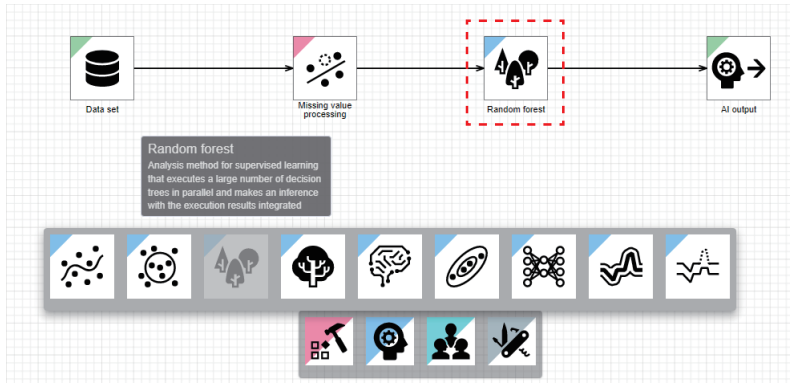 Data set
Missing value
processing
Random forest
AI output
Random forest
Analysis method for supervised learning
that executes a large number of decision
trees in parallel and makes an inference
with the execution results integrated